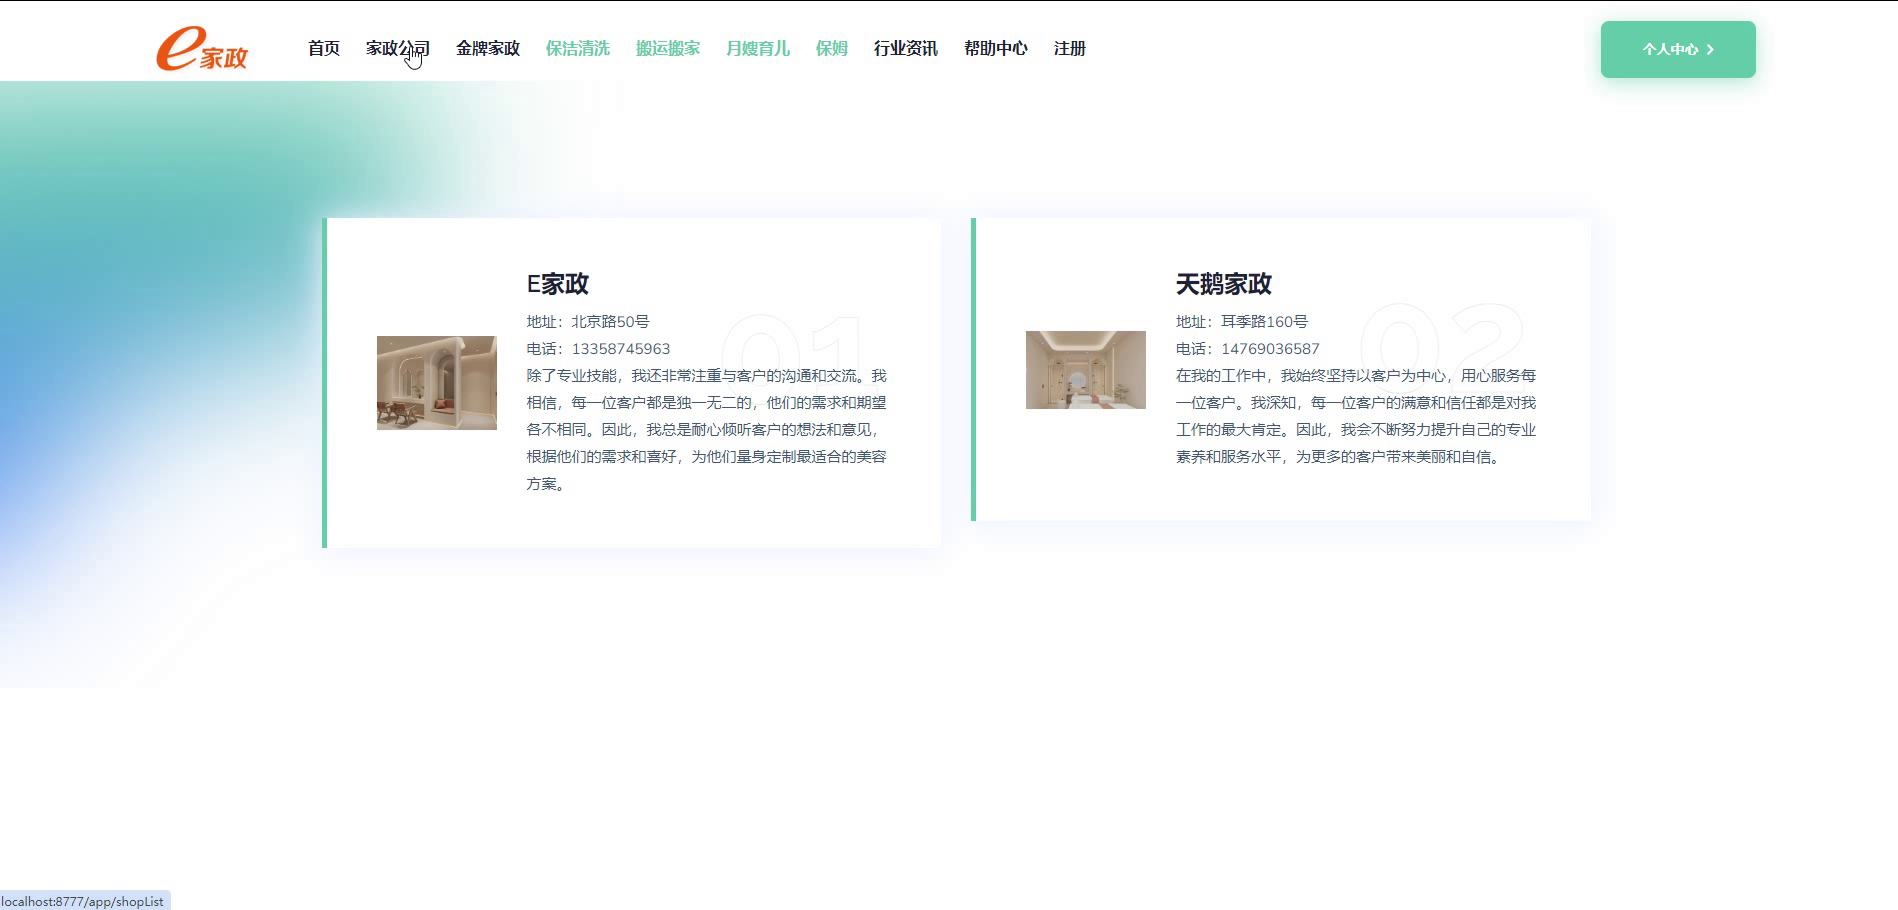 e家政
首页 家政公司 金牌家政 保洁清洗 搬运搬家 月嫂育儿 保姆 行业资讯 帮助中心 注册
个人中心
E家政
地址：北京路50号
电话：13358745963
除了专业技能，我还非常注重与客户的沟通和交流。我
相信，每一位客户都是独一无二的，他们的需求和期望
各不相同。因此，我总是耐心倾听客户的想法和意见，
根据他们的需求和喜好，为他们量身定制最适合的美容
方案。
01
天鹅家政
地址：耳季路160号
电话：14769036587
在我的工作中，我始终坚持以客户为中心，用心服务每
一位客户。我深知，每一位客户的满意和信任都是对我
工作的最大肯定。因此，我会不断努力提升自己的专业
素养和服务水平，为更多的客户带来美丽和自信。
02
localhost:8777/app/shopList